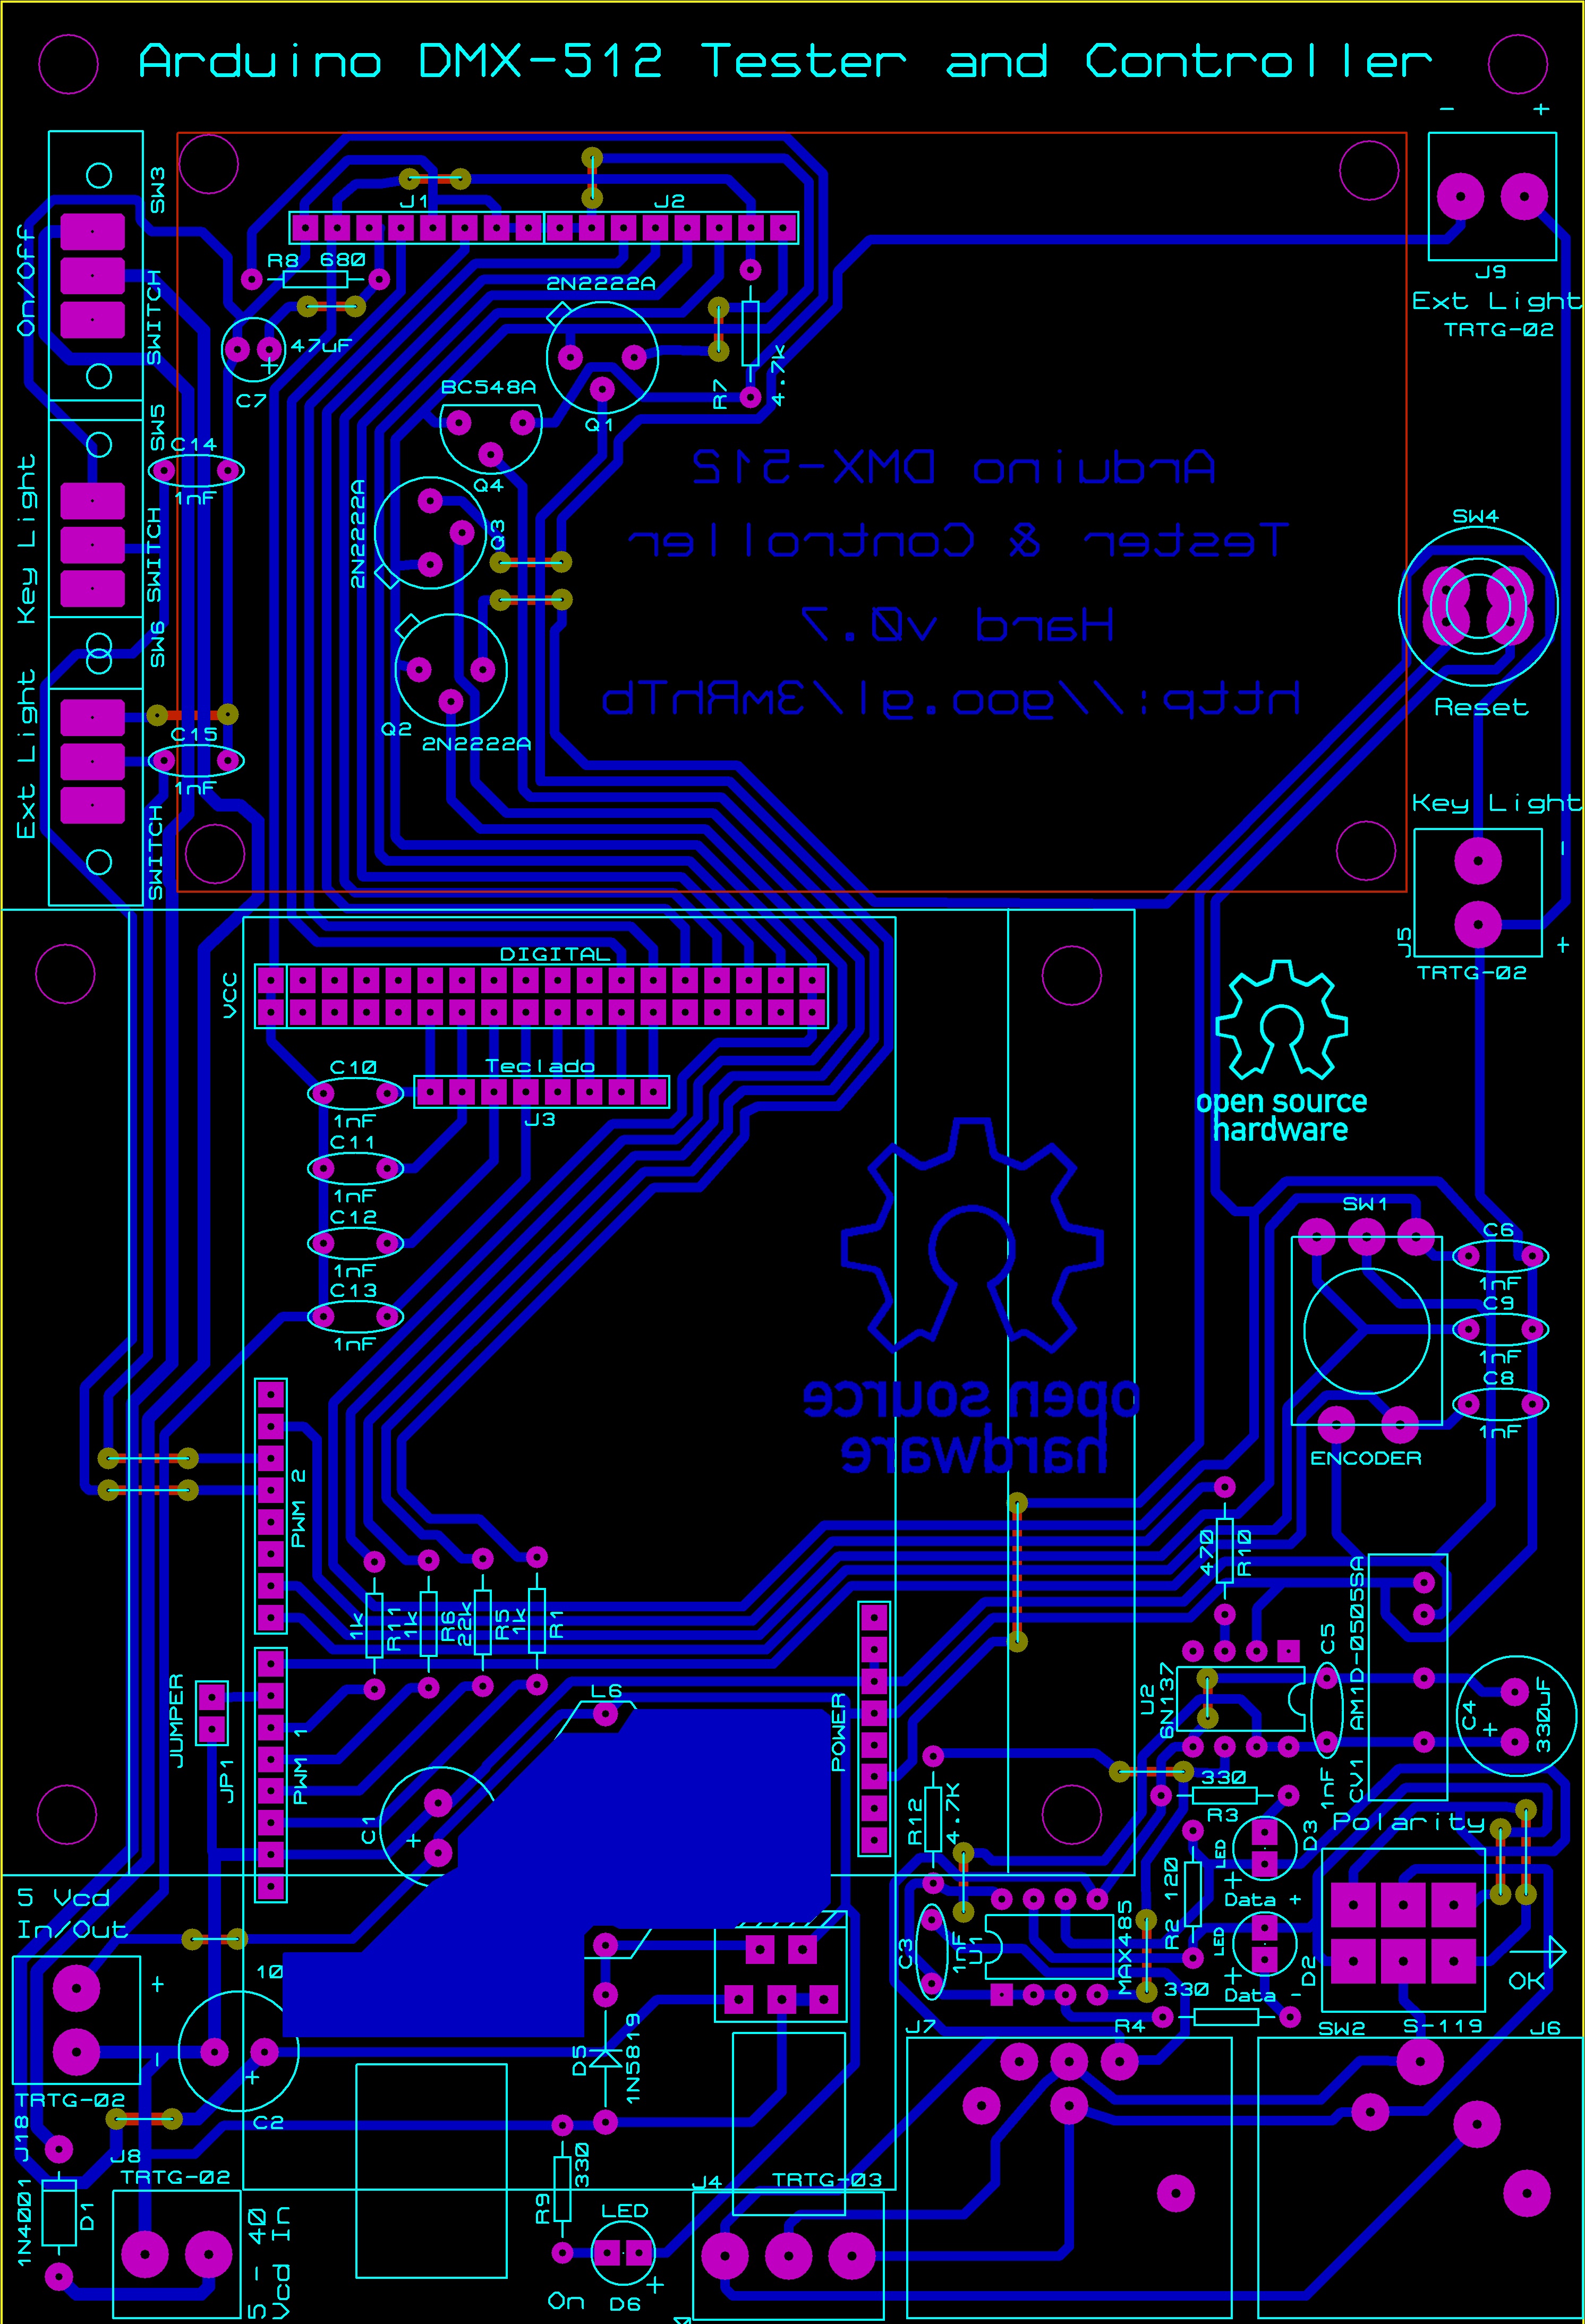 Arduino DMX-512 Tester and Controller
- +
SW3
J1
J2
On/Off
SWITCH
R8 680
2N2222A
J9
Ext Light
TRTG-02
47uF
+
C7
R7
4.7k
BC548A
Q1
SW5
C14
1nF
Key Light
SWITCH
Q4
2N2222A
Q3
Arduino DMX-512
Tester & Controller
Hard v0.7
http://goo.gl/3mRhTb
SW4
Reset
SW6
Q2
2N2222A
C15
1nF
Ext Light
SWITCH
Key Light
-
J5
+
TRTG-02
DIGITAL
VCC
Teclado
J3
C10
1nF
C11
1nF
C12
1nF
C13
1nF
open source
hardware
open source
hardware
SW1
C6
1nF
C9
1nF
C8
1nF
ENCODER
PWM 2
470
R10
1k
R11
1k
R6
22k
R5
1k
R1
AM1D-0505SA
CV1
C5
1nF
U2
6N137
C4
+
330uF
JUMPER
JP1
PWM 1
L6
POWER
C1
+
R12
4.7K
330
R3
Polarity
LED
D3
+
Data +
R2
120
5 Vcd
In/Out
+
-
10
C3
1nF
U1
MAX485
LED
D2
+
Data -
330
R4
OK
SW2
S-119
J6
J7
TRTG-02
J18
+
C2
D5
1N5819
J8
TRTG-02
1N4001
D1
5 - 40
Vcd In
R9
330
LED
+
On
D6
J4
TRTG-03